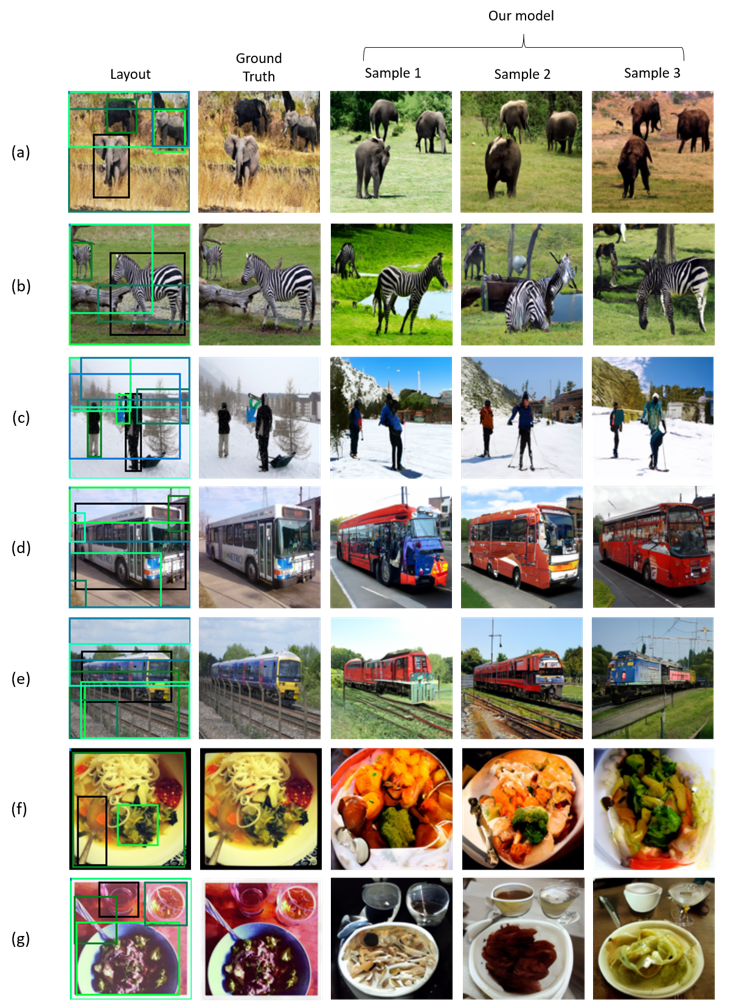 Our model
Layout
Ground
Truth
Sample 1
Sample 2
Sample 3
(a)
(b)
(c)
(d)
(e)
(f)
(g)